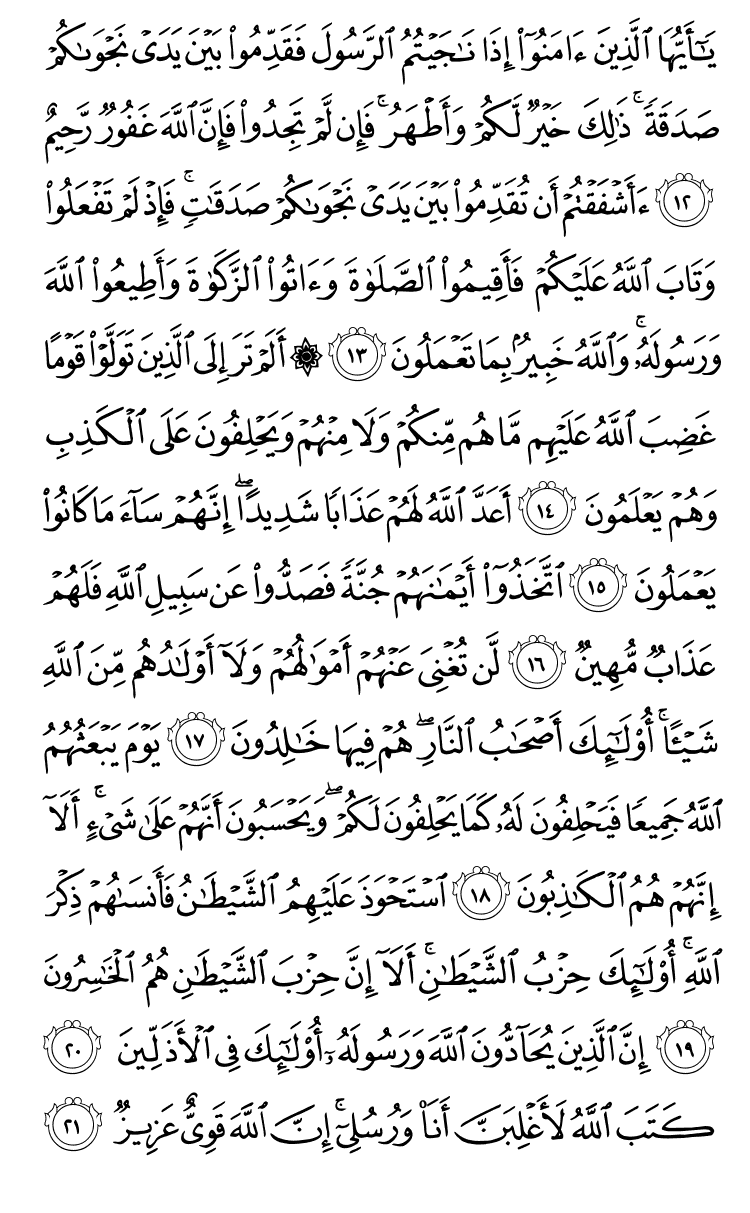 يَٰٓأَيُّهَا ٱلَّذِينَ ءَامَنُوٓا۟ إِذَا نَٰجَيْتُمُ ٱلرَّسُولَ فَقَدِّمُوا۟ بَيْنَ يَدَىْ نَجْوَىٰكُمْ
صَدَقَةً ۚ ذَٰلِكَ خَيْرٌ لَّكُمْ وَأَطْهَرُ ۚ فَإِن لَّمْ تَجِدُوا۟ فَإِنَّ ٱللَّهَ غَفُورٌ رَّحِيمٌ
١٢ ءَأَشْفَقْتُمْ أَن تُقَدِّمُوا۟ بَيْنَ يَدَىْ نَجْوَىٰكُمْ صَدَقَٰتٍ ۚ فَإِذْ لَمْ تَفْعَلُوا۟
وَتَابَ ٱللَّهُ عَلَيْكُمْ فَأَقِيمُوا۟ ٱلصَّلَوٰةَ وَءَاتُوا۟ ٱلزَّكَوٰةَ وَأَطِيعُوا۟ ٱللَّهَ
وَرَسُولَهُۥ ۚ وَٱللَّهُ خَبِيرٌۢ بِمَا تَعْمَلُونَ ١٣ ۞ أَلَمْ تَرَ إِلَى ٱلَّذِينَ تَوَلَّوْا۟ قَوْمًا
غَضِبَ ٱللَّهُ عَلَيْهِم مَّا هُم مِّنكُمْ وَلَا مِنْهُمْ وَيَحْلِفُونَ عَلَى ٱلْكَذِبِ
وَهُمْ يَعْلَمُونَ ١٤ أَعَدَّ ٱللَّهُ لَهُمْ عَذَابًا شَدِيدًا ۖ إِنَّهُمْ سَآءَ مَا كَانُوا۟
يَعْمَلُونَ ١٥ ٱتَّخَذُوٓا۟ أَيْمَٰنَهُمْ جُنَّةً فَصَدُّوا۟ عَن سَبِيلِ ٱللَّهِ فَلَهُمْ
عَذَابٌ مُّهِينٌ ١٦ لَّن تُغْنِىَ عَنْهُمْ أَمْوَٰلُهُمْ وَلَآ أَوْلَٰدُهُم مِّنَ ٱللَّهِ
شَيْـًٔا ۚ أُو۟لَٰٓئِكَ أَصْحَٰبُ ٱلنَّارِ ۖ هُمْ فِيهَا خَٰلِدُونَ ١٧ يَوْمَ يَبْعَثُهُمُ
ٱللَّهُ جَمِيعًا فَيَحْلِفُونَ لَهُۥ كَمَا يَحْلِفُونَ لَكُمْ ۖ وَيَحْسَبُونَ أَنَّهُمْ عَلَىٰ شَىْءٍ ۚ أَلَآ
إِنَّهُمْ هُمُ ٱلْكَٰذِبُونَ ١٨ ٱسْتَحْوَذَ عَلَيْهِمُ ٱلشَّيْطَٰنُ فَأَنسَىٰهُمْ ذِكْرَ
ٱللَّهِ ۚ أُو۟لَٰٓئِكَ حِزْبُ ٱلشَّيْطَٰنِ ۚ أَلَآ إِنَّ حِزْبَ ٱلشَّيْطَٰنِ هُمُ ٱلْخَٰسِرُونَ
١٩ إِنَّ ٱلَّذِينَ يُحَآدُّونَ ٱللَّهَ وَرَسُولَهُۥٓ أُو۟لَٰٓئِكَ فِى ٱلْأَذَلِّينَ ٢٠
كَتَبَ ٱللَّهُ لَأَغْلِبَنَّ أَنَا۠ وَرُسُلِىٓ ۚ إِنَّ ٱللَّهَ قَوِىٌّ عَزِيزٌ ٢١